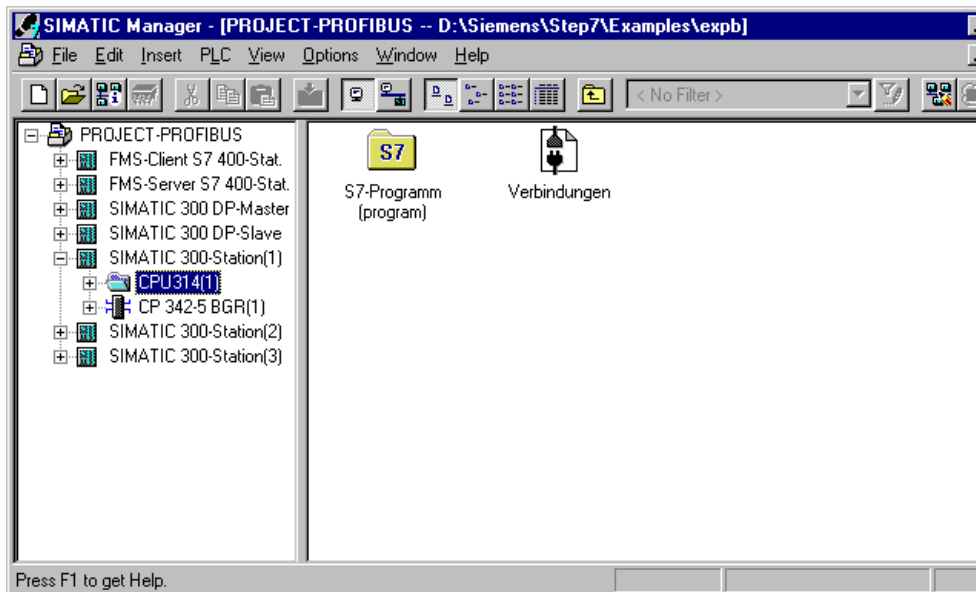 SIMATIC Manager - [PROJECT-PROFIBUS -- D:\Siemens\Step7\Examples\expb]
File Edit Insert PLC View Options Window Help
< No Filter >
PROJECT-PROFIBUS
FMS-Client S7 400-Stat.
FMS-Server S7 400-Stat.
SIMATIC 300 DP-Master
SIMATIC 300 DP-Slave
SIMATIC 300-Station(1)
CPU314(1)
CP 342-5 BGR(1)
SIMATIC 300-Station(2)
SIMATIC 300-Station(3)
S7
S7-Programm
(program)
Verbindungen
Press F1 to get Help.